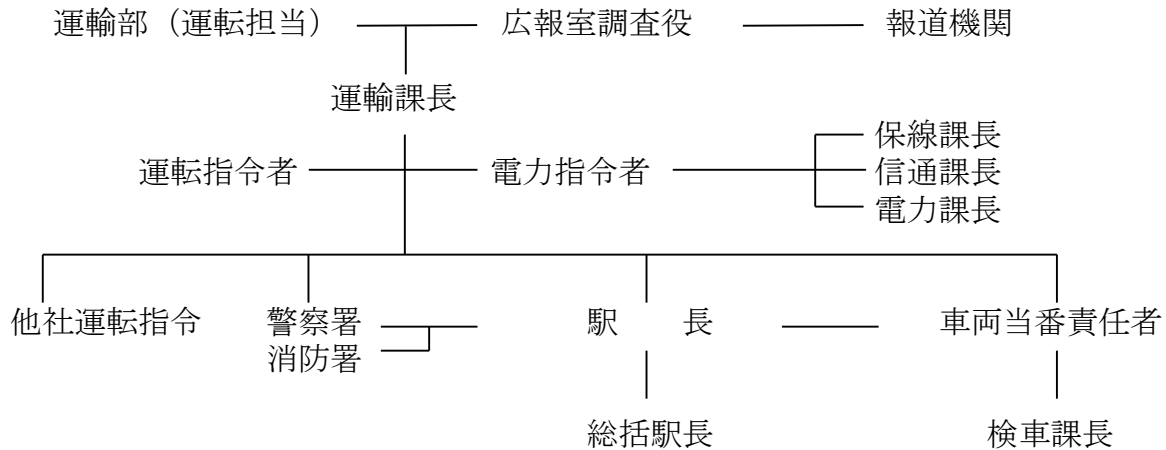 運輸部（運転担当） 広報室調査役 報道機関
運輸課長
保線課長
運転指令者 電力指令者 信通課長
電力課長
他社運転指令 警察署 駅　長 車両当番責任者
消防署
総括駅長 検車課長